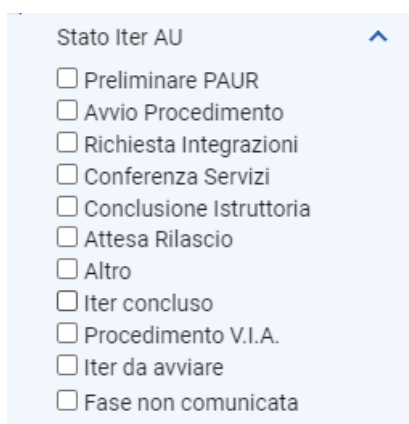 Stato Iter AU
Preliminare PAUR
Avvio Procedimento
Richiesta Integrazioni
Conferenza Servizi
Conclusione Istruttoria
Attesa Rilascio
Altro
Iter concluso
Procedimento V.I.A.
Iter da avviare
Fase non comunicata